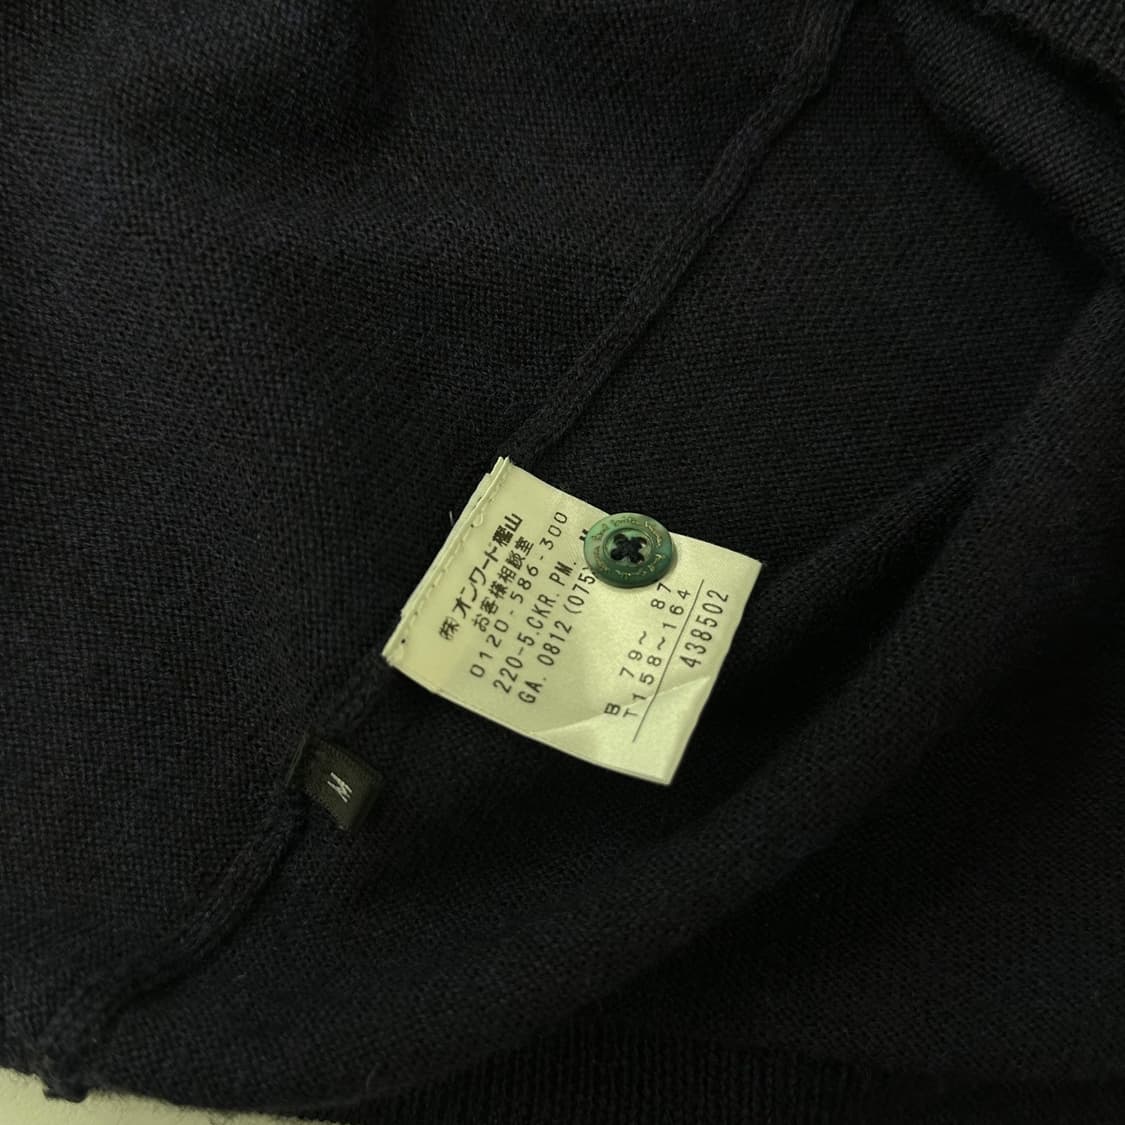 (株)オンワード樫山
お客様相談室
0120-586-300
220-5.CKR.PM. M
GA. 0812 (075)
B 79~ 87
T158~164
438502
M